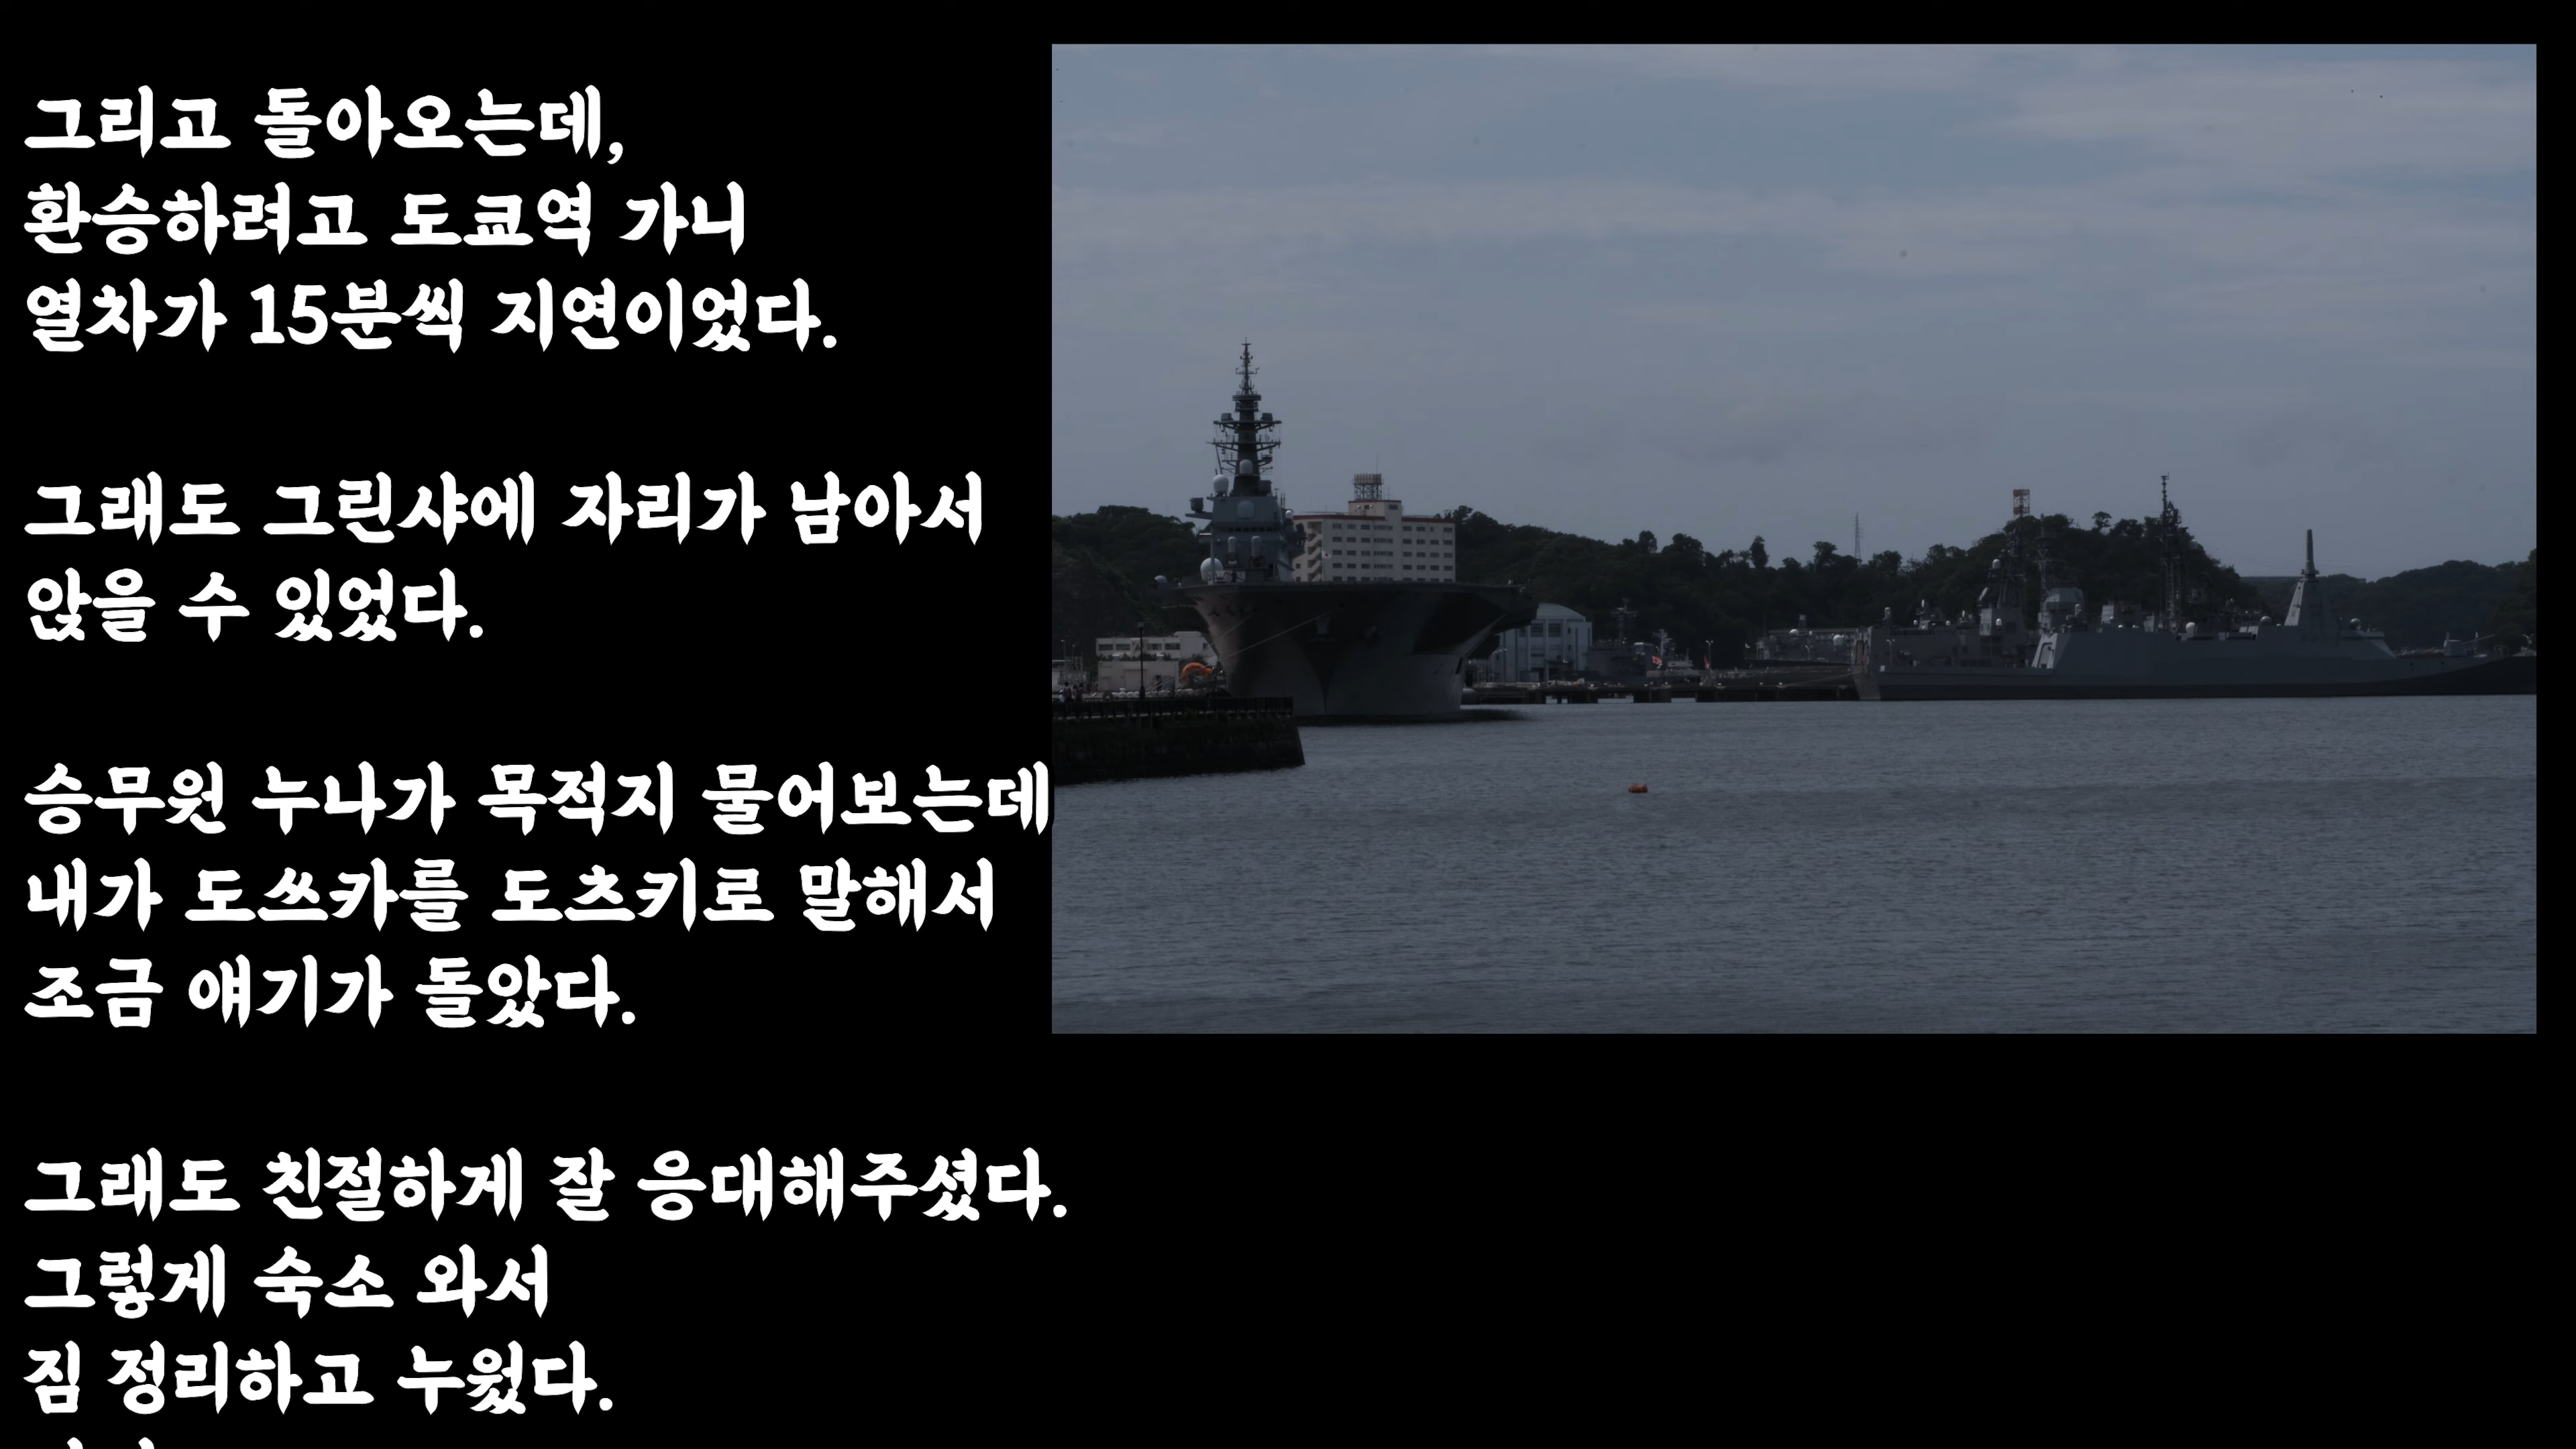 그리고 돌아오는데,
환승하려고 도쿄역 가니
열차가 15분씩 지연이었다.
그래도 그린샤에 자리가 남아서
앉을 수 있었다.
승무원 누나가 목적지 물어보는데
내가 도쓰카를 도츠키로 말해서
조금 얘기가 돌았다.
그래도 친절하게 잘 응대해주셨다.
그렇게 숙소 와서
짐 정리하고 누웠다.